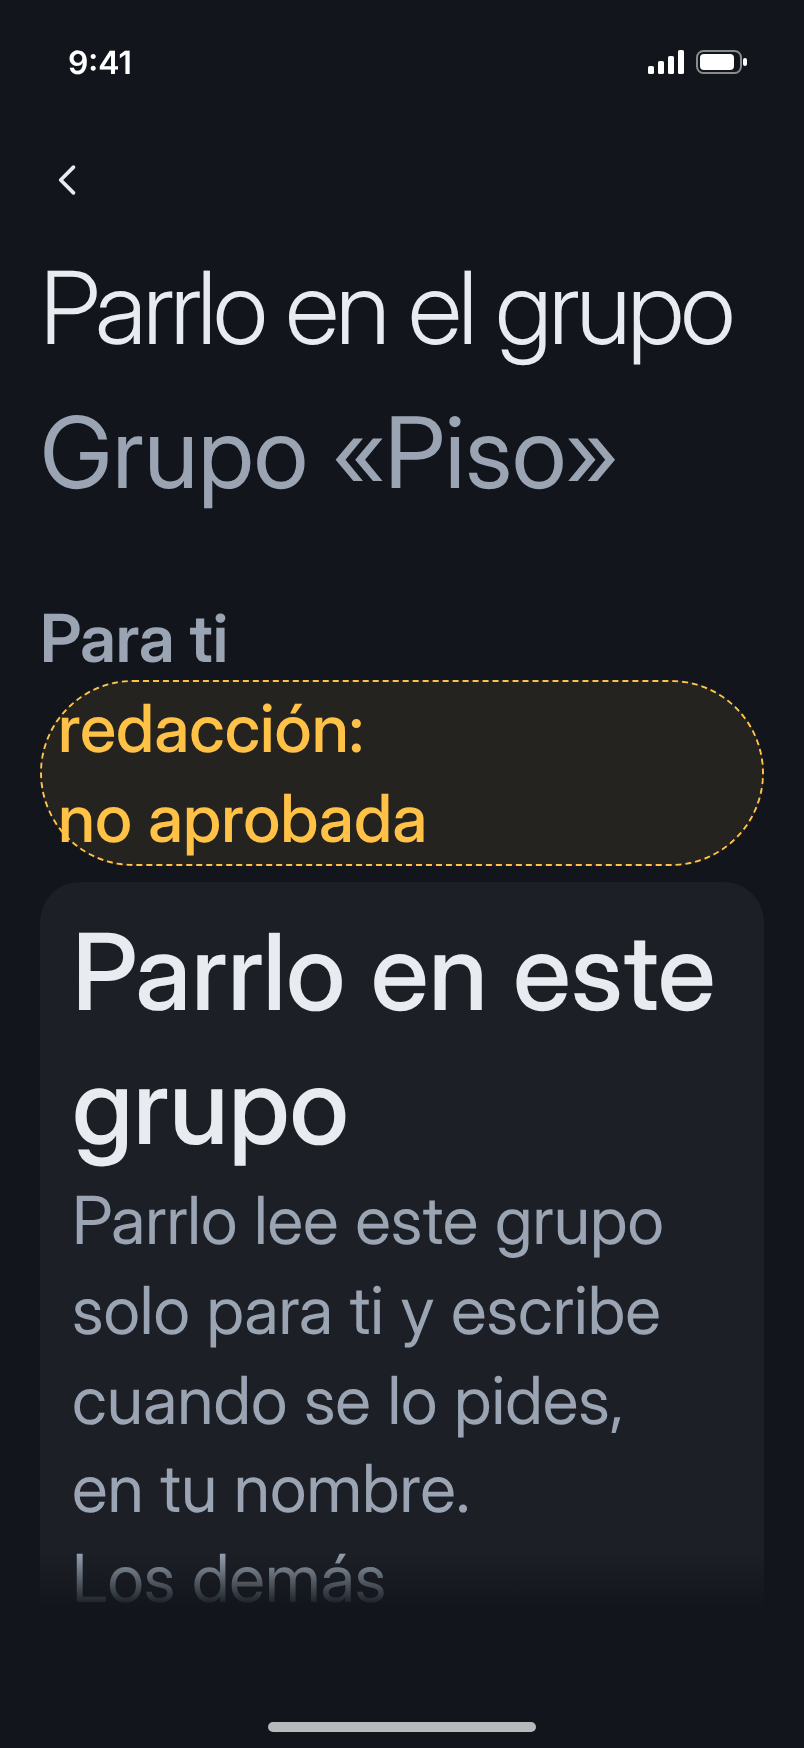 9:41
Parrlo en el grupo
Grupo «Piso»
Para ti
redacción:
no aprobada
Parrlo en este
grupo
Parrlo lee este grupo
solo para ti y escribe
cuando se lo pides,
en tu nombre.
Los demás